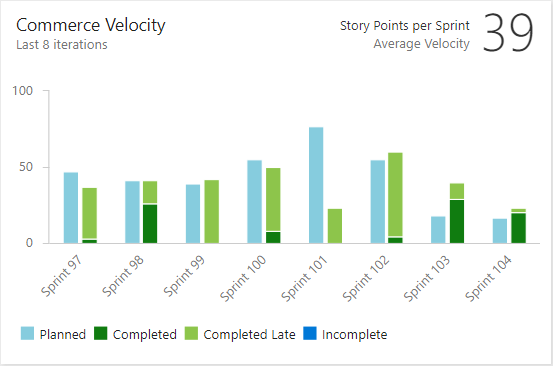 Commerce Velocity
Last 8 iterations
Story Points per Sprint
Average Velocity
39
100
50
0
Sprint 97
Sprint 98
Sprint 99
Sprint 100
Sprint 101
Sprint 102
Sprint 103
Sprint 104
Planned Completed Completed Late Incomplete